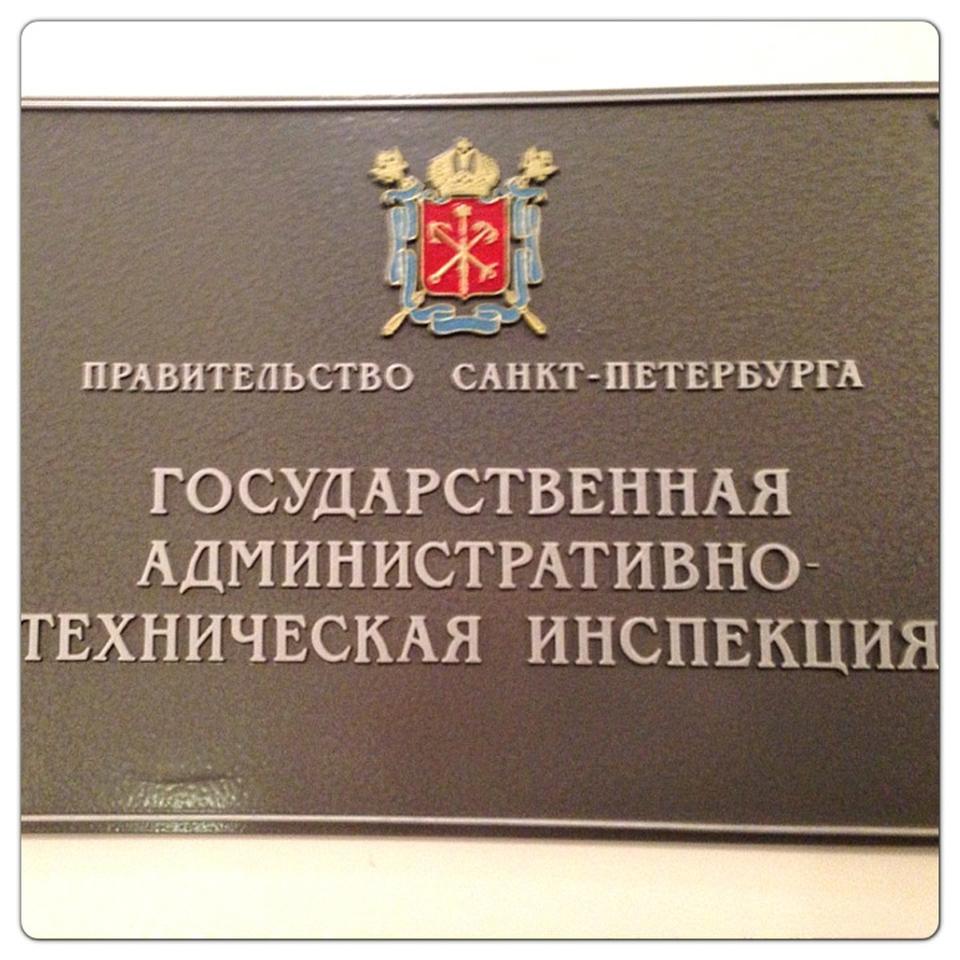 ПРАВИТЕЛЬСТВО САНКТ-ПЕТЕРБУРГА
ГОСУДАРСТВЕННАЯ
АДМИНИСТРАТИВНО-
ТЕХНИЧЕСКАЯ ИНСПЕКЦИЯ